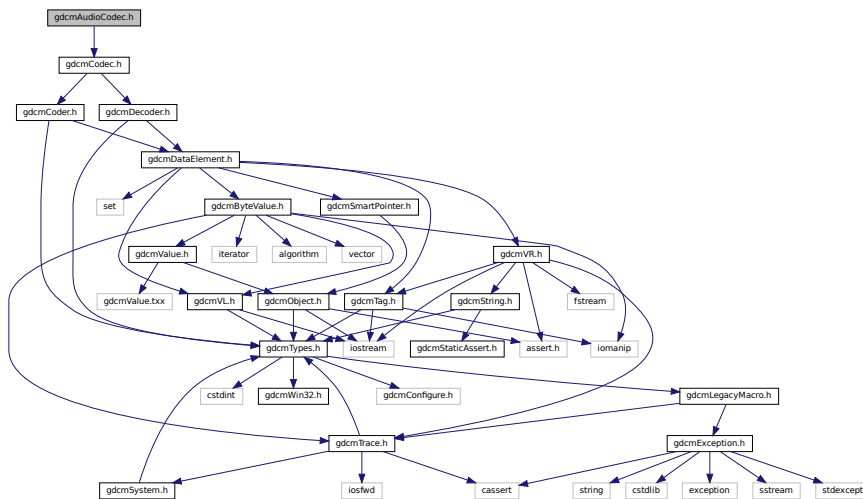 gdcmAudioCodec.h
gdcmCodec.h
gdcmCoder.h
gdcmDecoder.h
gdcmDataElement.h
set
gdcmByteValue.h
gdcmSmartPointer.h
gdcmValue.h
iterator
algorithm
vector
gdcmVR.h
gdcmValue.txx
gdcmVL.h
gdcmObject.h
gdcmTag.h
gdcmString.h
fstream
gdcmTypes.h
iostream
gdcmStaticAssert.h
assert.h
iomanip
cstdint
gdcmWin32.h
gdcmConfigure.h
gdcmLegacyMacro.h
gdcmTrace.h
gdcmException.h
gdcmSystem.h
iosfwd
cassert
string
cstdlib
exception
sstream
stdexcept